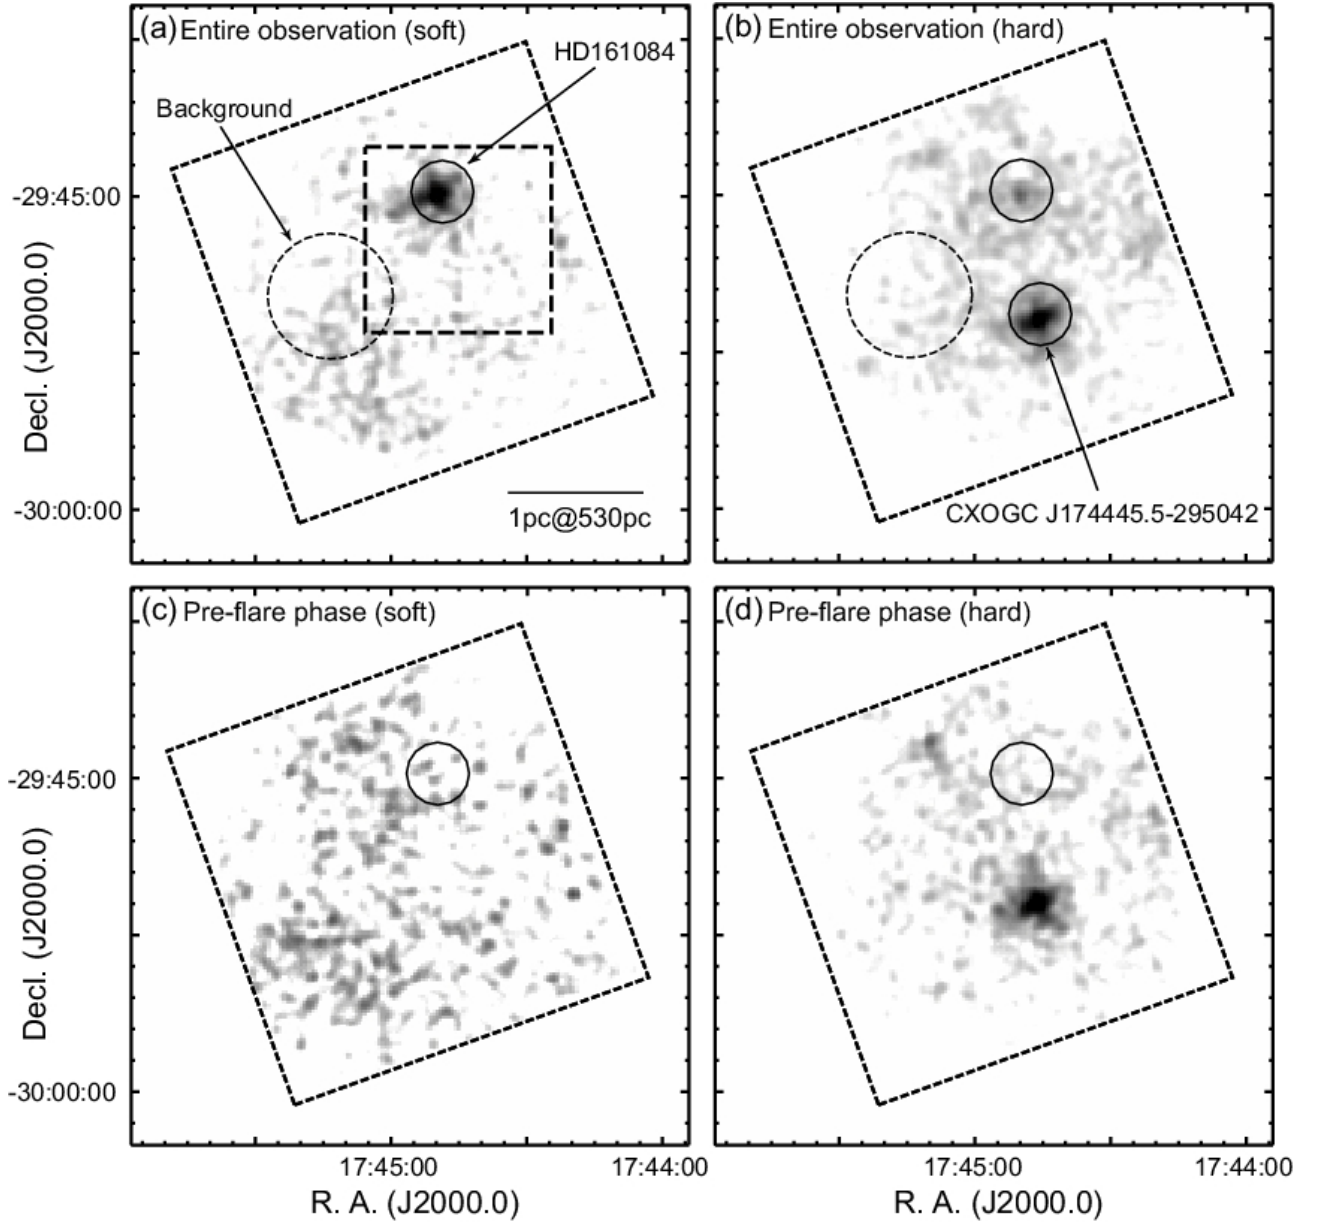 (a) Entire observation (soft)
HD161084
Background
1pc@530pc
(b) Entire observation (hard)
CXOGC J174445.5-295042
-29:45:00
-30:00:00
Decl. (J2000.0)
(c) Pre-flare phase (soft)
(d) Pre-flare phase (hard)
-29:45:00
-30:00:00
Decl. (J2000.0)
17:45:00
17:44:00
17:45:00
17:44:00
R. A. (J2000.0)
R. A. (J2000.0)